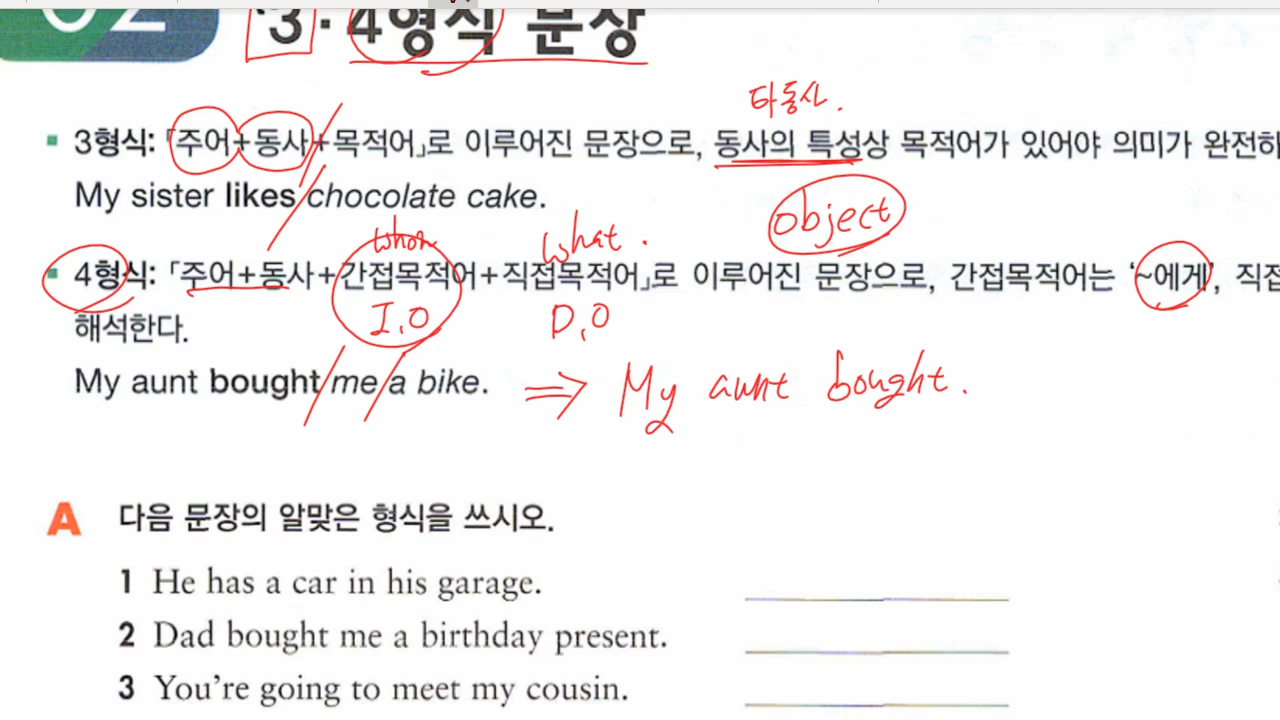 3·4형식 문장
타동사.
3형식: 「주어+동사+목적어」로 이루어진 문장으로, 동사의 특성상 목적어가 있어야 의미가 완전하
My sister likes chocolate cake.
object
whom what.
4형식: 「주어+동사+간접목적어+직접목적어」로 이루어진 문장으로, 간접목적어는 '~에게', 직접
I.O D.O
해석한다.
My aunt bought me a bike. ⇒ My aunt bought.
A 다음 문장의 알맞은 형식을 쓰시오.
1 He has a car in his garage.
2 Dad bought me a birthday present.
3 You're going to meet my cousin.